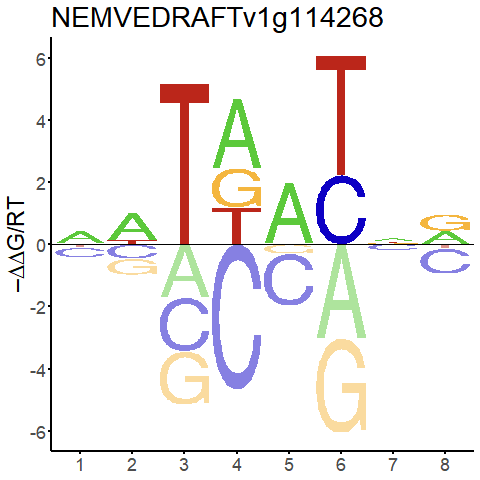 NEMVEDRAFTv1g114268
−ΔΔG/RT
6
4
2
0
-2
-4
-6
A C
A T C G
T A C G
A G T C
A G C
T C A G
A C
G A C
1 2 3 4 5 6 7 8